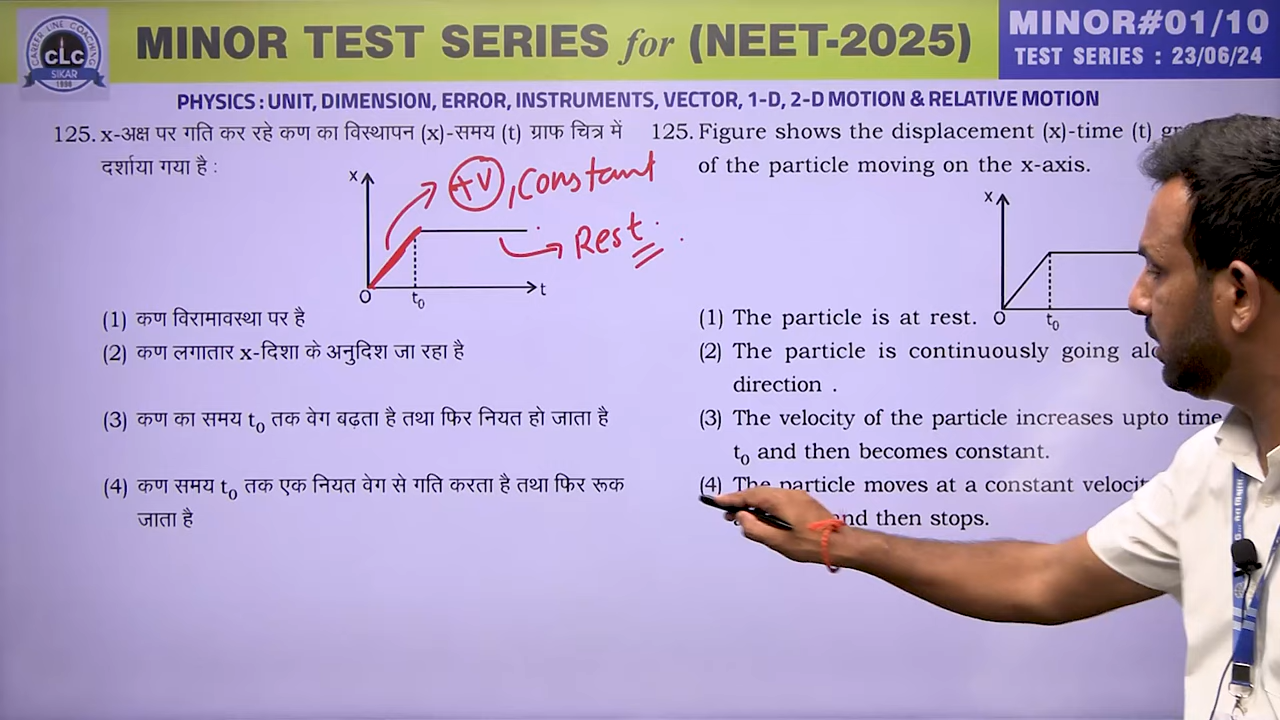 CAREER LINE COACHING
CLC
SIKAR
1996
MINOR TEST SERIES for (NEET-2025)
MINOR#01/10
TEST SERIES : 23/06/24
PHYSICS : UNIT, DIMENSION, ERROR, INSTRUMENTS, VECTOR, 1-D, 2-D MOTION & RELATIVE MOTION
125. x-अक्ष पर गति कर रहे कण का विस्थापन (x)-समय (t) ग्राफ चित्र में
दर्शाया गया है :
x
+V, Constant
Rest.
O
t₀
t
(1) कण विरामावस्था पर है
(2) कण लगातार x-दिशा के अनुदिश जा रहा है
(3) कण का समय t₀ तक वेग बढ़ता है तथा फिर नियत हो जाता है
(4) कण समय t₀ तक एक नियत वेग से गति करता है तथा फिर रूक
जाता है
125. Figure shows the displacement (x)-time (t)
of the particle moving on the x-axis.
x
O
t₀
(1) The particle is at rest.
(2) The particle is continuously going
direction .
(3) The velocity of the particle increases upto time
t₀ and then becomes constant.
(4) The particle moves at a constant
and then stops.